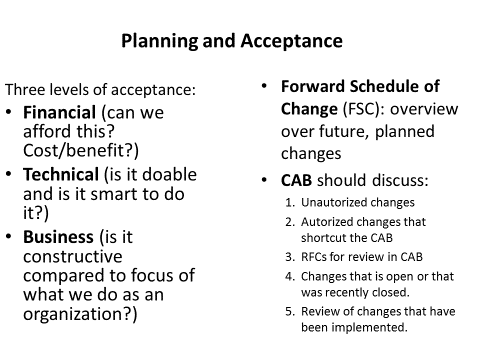 Planning and Acceptance
Three levels of acceptance:
• Financial (can we
afford this?
Cost/benefit?)
• Technical (is it doable
and is it smart to do
it?)
• Business (is it
constructive
compared to focus of
what we do as an
organization?)
• Forward Schedule of
Change (FSC): overview
over future, planned
changes
• CAB should discuss:
1. Unautorized changes
2. Autorized changes that
shortcut the CAB
3. RFCs for review in CAB
4. Changes that is open or that
was recently closed.
5. Review of changes that have
been implemented.